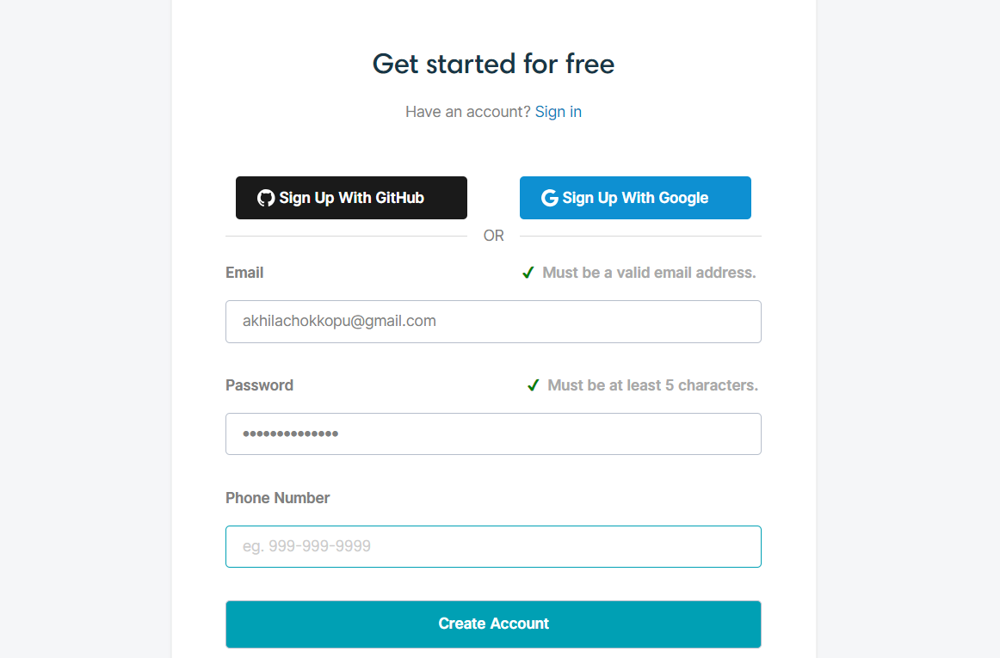 Get started for free
Have an account? Sign in
Sign Up With GitHub
Sign Up With Google
OR
Email
✓ Must be a valid email address.
akhilachokkopu@gmail.com
Password
✓ Must be at least 5 characters.
••••••••••••••
Phone Number
eg. 999-999-9999
Create Account